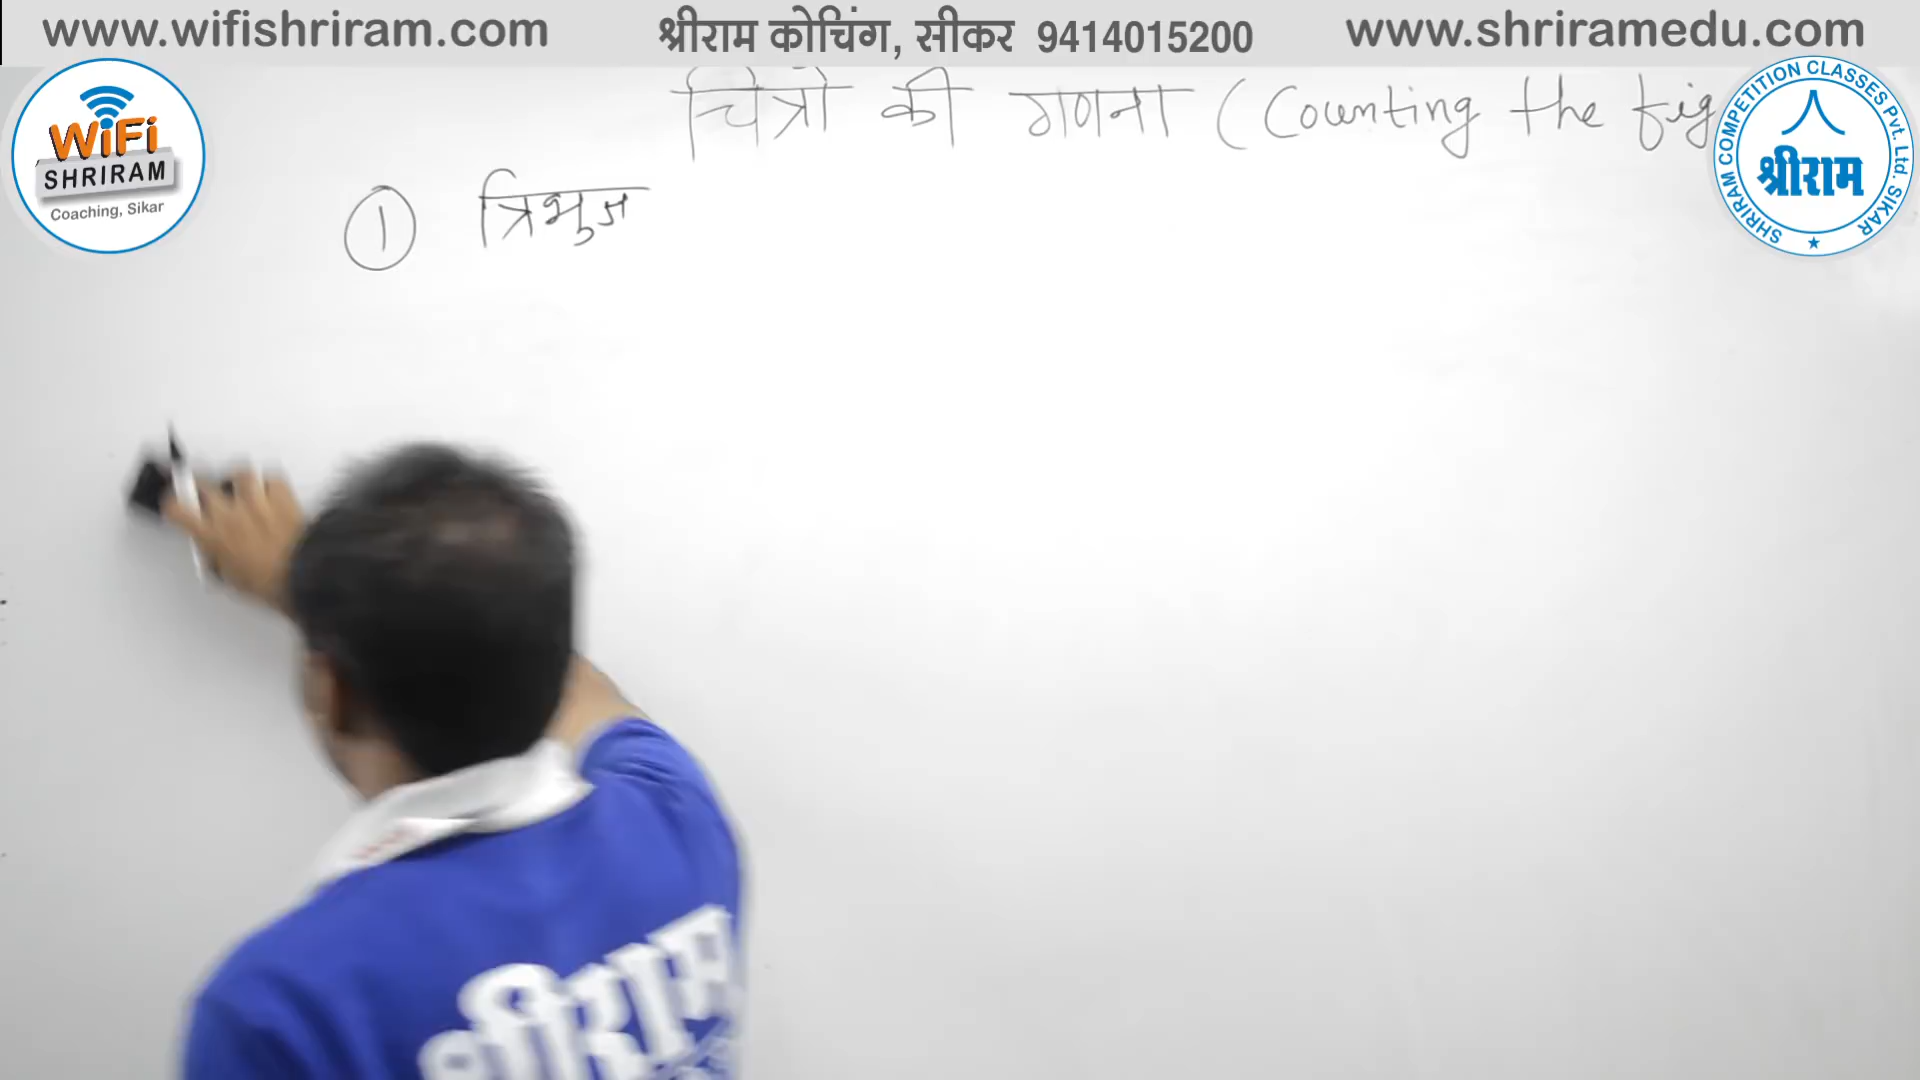 www.wifishriram.com श्रीराम कोचिंग, सीकर 9414015200 www.shriramedu.com
WiFi
SHRIRAM
Coaching, Sikar
चित्रो की गणना (Counting the fig
SHRIRAM COMPETITION CLASSES Pvt. Ltd. SIKAR
श्रीराम
① त्रिभुज
श्रीराम